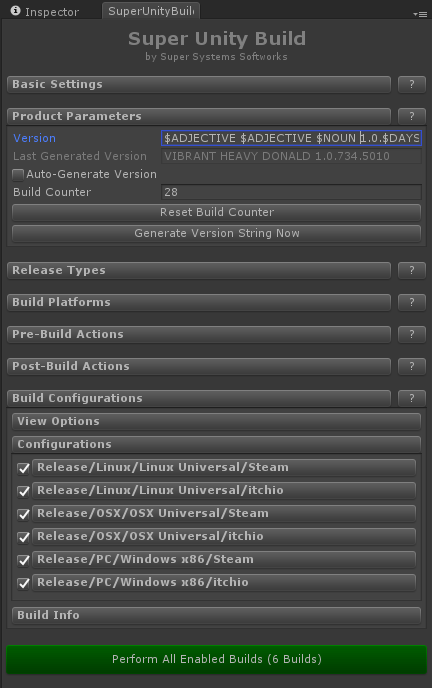 Inspector
SuperUnityBuil
Super Unity Build
by Super Systems Softworks
Basic Settings ?
Product Parameters ?
Version $ADJECTIVE $ADJECTIVE $NOUN 1.0.$DAYS
Last Generated Version VIBRANT HEAVY DONALD 1.0.734.5010
Auto-Generate Version
Build Counter 28
Reset Build Counter
Generate Version String Now
Release Types ?
Build Platforms ?
Pre-Build Actions ?
Post-Build Actions ?
Build Configurations ?
View Options
Configurations
Release/Linux/Linux Universal/Steam
Release/Linux/Linux Universal/itchio
Release/OSX/OSX Universal/Steam
Release/OSX/OSX Universal/itchio
Release/PC/Windows x86/Steam
Release/PC/Windows x86/itchio
Build Info
Perform All Enabled Builds (6 Builds)